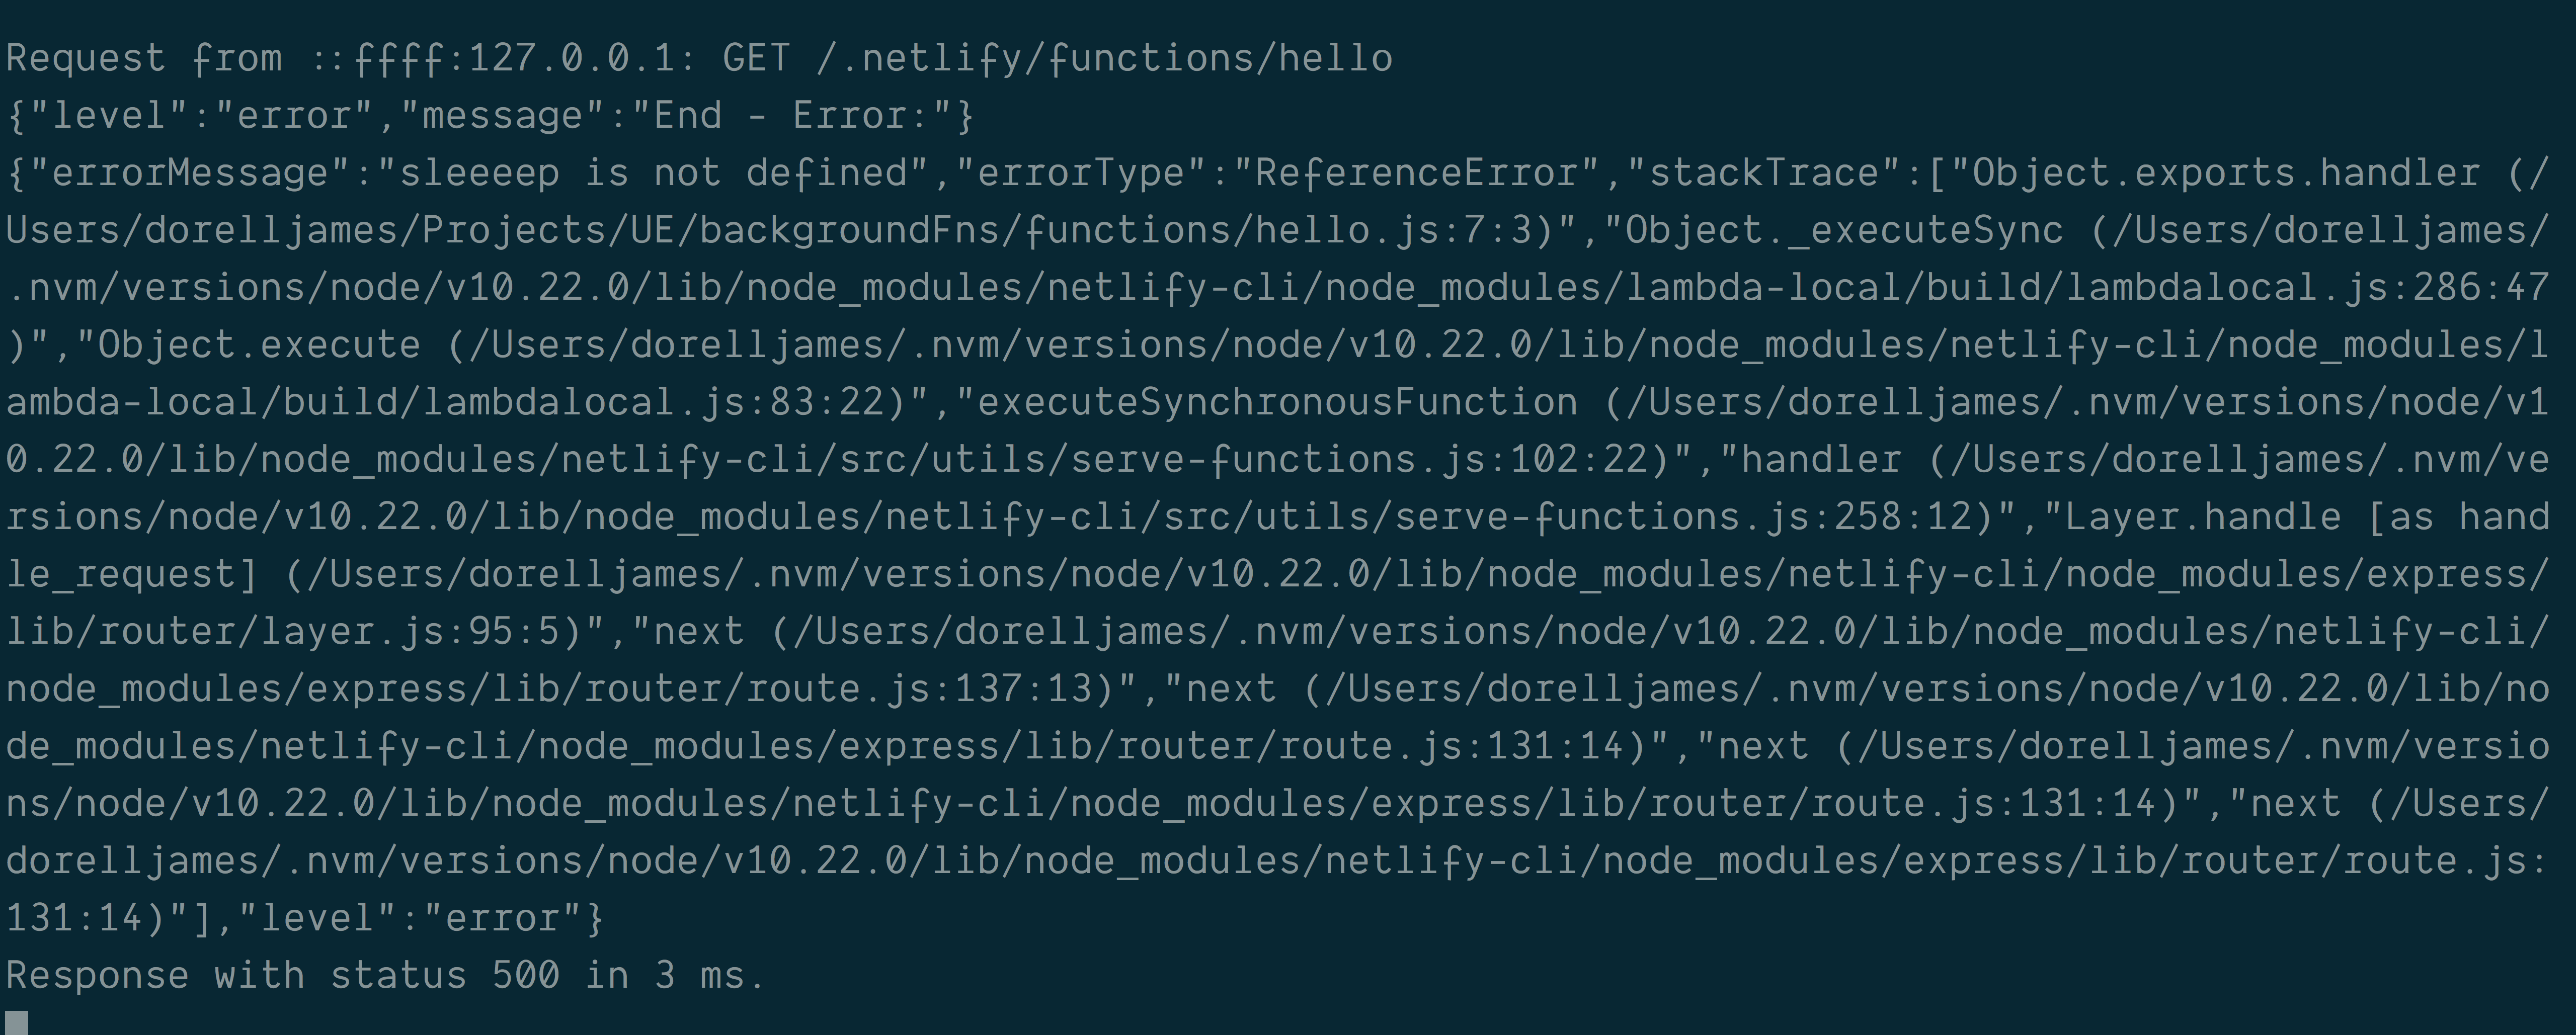 Request from ::ffff:127.0.0.1: GET /.netlify/functions/hello
{"level":"error","message":"End - Error:"}
{"errorMessage":"sleeeep is not defined","errorType":"ReferenceError","stackTrace":["Object.exports.handler (/
Users/dorelljames/Projects/UE/backgroundFns/functions/hello.js:7:3)","Object._executeSync (/Users/dorelljames/
.nvm/versions/node/v10.22.0/lib/node_modules/netlify-cli/node_modules/lambda-local/build/lambdalocal.js:286:47
)","Object.execute (/Users/dorelljames/.nvm/versions/node/v10.22.0/lib/node_modules/netlify-cli/node_modules/l
ambda-local/build/lambdalocal.js:83:22)","executeSynchronousFunction (/Users/dorelljames/.nvm/versions/node/v1
0.22.0/lib/node_modules/netlify-cli/src/utils/serve-functions.js:102:22)","handler (/Users/dorelljames/.nvm/ve
rsions/node/v10.22.0/lib/node_modules/netlify-cli/src/utils/serve-functions.js:258:12)","Layer.handle [as hand
le_request] (/Users/dorelljames/.nvm/versions/node/v10.22.0/lib/node_modules/netlify-cli/node_modules/express/
lib/router/layer.js:95:5)","next (/Users/dorelljames/.nvm/versions/node/v10.22.0/lib/node_modules/netlify-cli/
node_modules/express/lib/router/route.js:137:13)","next (/Users/dorelljames/.nvm/versions/node/v10.22.0/lib/no
de_modules/netlify-cli/node_modules/express/lib/router/route.js:131:14)","next (/Users/dorelljames/.nvm/versio
ns/node/v10.22.0/lib/node_modules/netlify-cli/node_modules/express/lib/router/route.js:131:14)","next (/Users/
dorelljames/.nvm/versions/node/v10.22.0/lib/node_modules/netlify-cli/node_modules/express/lib/router/route.js:
131:14)"],"level":"error"}
Response with status 500 in 3 ms.